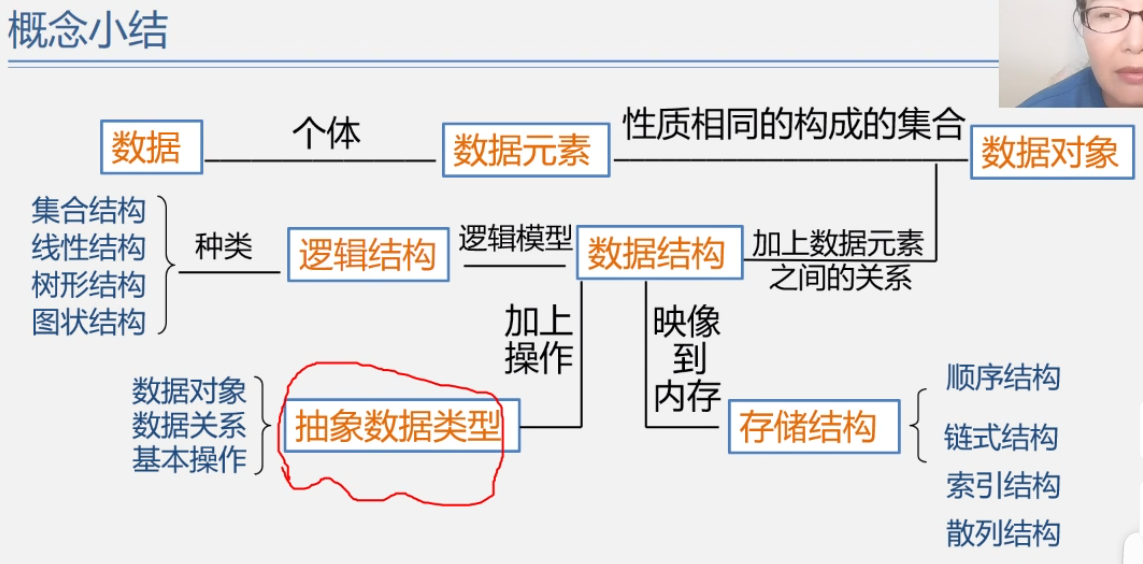 概念小结
数据
个体
数据元素
性质相同的构成的集合
数据对象
集合结构
线性结构
树形结构
图状结构
种类
逻辑结构
逻辑模型
数据结构
加上数据元素
之间的关系
加上
操作
映像
到
内存
数据对象
数据关系
基本操作
抽象数据类型
存储结构
顺序结构
链式结构
索引结构
散列结构